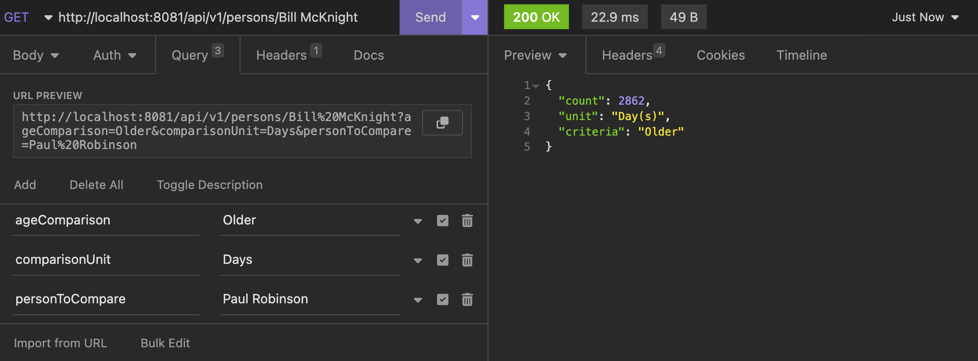 GET http://localhost:8081/api/v1/persons/Bill McKnight Send 200 OK 22.9 ms 49 B Just Now
Body Auth Query 3 Headers 1 Docs
Preview Headers 4 Cookies Timeline
URL PREVIEW
http://localhost:8081/api/v1/persons/Bill%20McKnight?a
geComparison=Older&comparisonUnit=Days&personToCompare
=Paul%20Robinson
Add Delete All Toggle Description
ageComparison Older
comparisonUnit Days
personToCompare Paul Robinson
Import from URL Bulk Edit
1 {
2 "count": 2862,
3 "unit": "Day(s)",
4 "criteria": "Older"
5 }